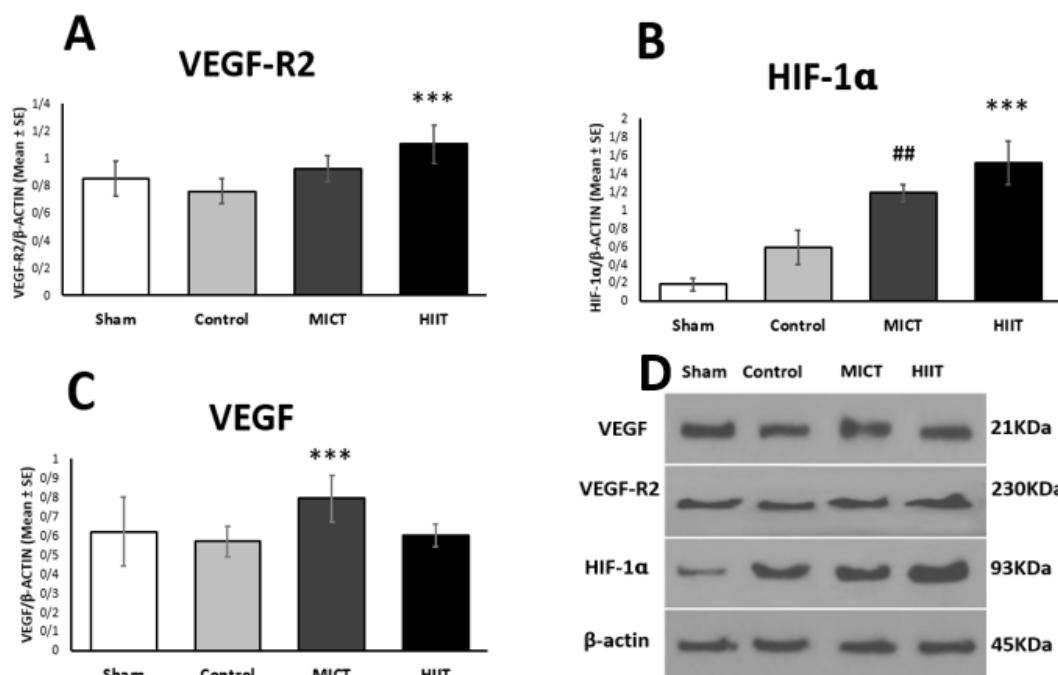 A
VEGF-R2
VEGF-R2/β-ACTIN (Mean ± SE)
1/4
1/2
1
0/8
0/6
0/4
0/2
0
***
Sham Control MICT HIIT
B
HIF-1α
HIF-1α/β-ACTIN (Mean ± SE)
2
1/8
1/6
1/4
1/2
1
0/8
0/6
0/4
0/2
0
##
***
Sham Control MICT HIIT
C
VEGF
VEGF/β-ACTIN (Mean ± SE)
1
0/9
0/8
0/7
0/6
0/5
0/4
0/3
0/2
0/1
0
***
Sham Control MICT HIIT
D
Sham Control MICT HIIT
VEGF 21KDa
VEGF-R2 230KDa
HIF-1α 93KDa
β-actin 45KDa